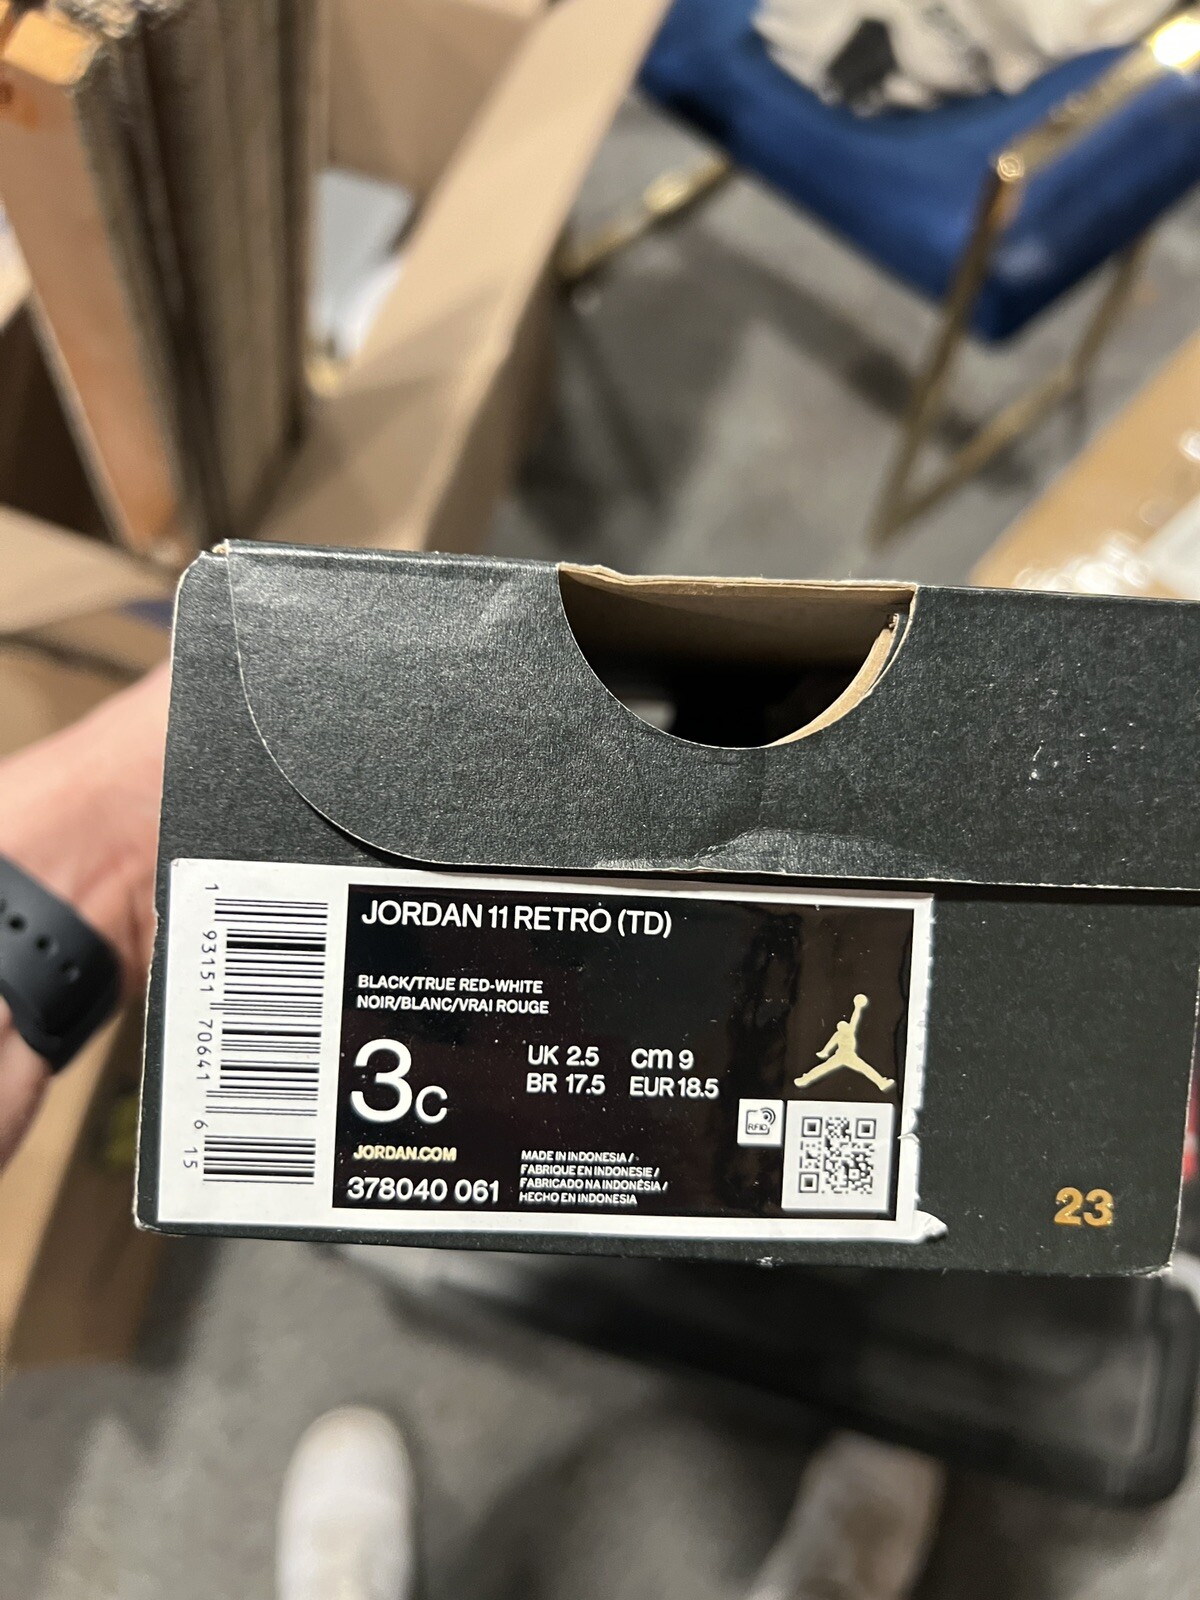 JORDAN 11 RETRO (TD)
BLACK/TRUE RED-WHITE
NOIR/BLANC/VRAI ROUGE
3C
UK 2.5 cm 9
BR 17.5 EUR 18.5
RFID
JORDAN.COM
378040 061
MADE IN INDONESIA /
FABRIQUE EN INDONESIE /
FABRICADO NA INDONÉSIA /
HECHO EN INDONESIA
1 93151 70641 6 15
23